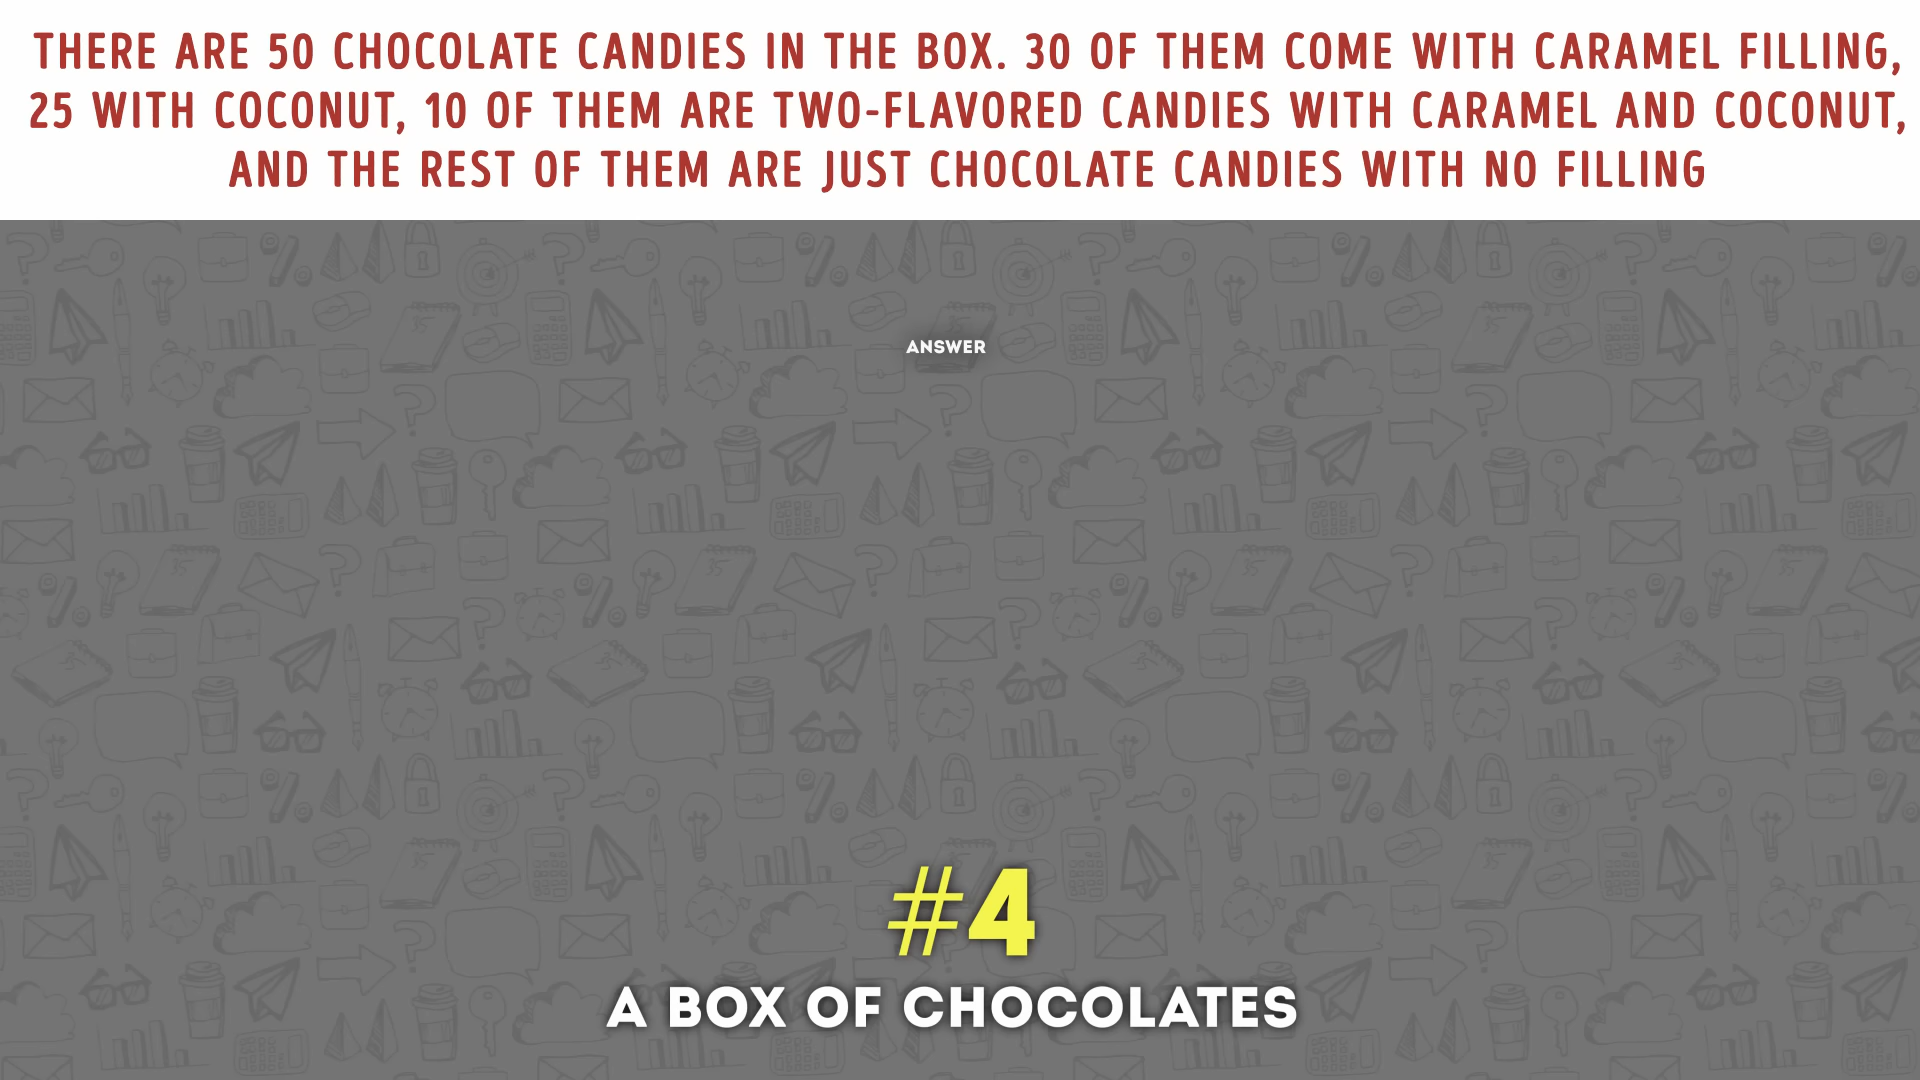 THERE ARE 50 CHOCOLATE CANDIES IN THE BOX. 30 OF THEM COME WITH CARAMEL FILLING,
25 WITH COCONUT, 10 OF THEM ARE TWO-FLAVORED CANDIES WITH CARAMEL AND COCONUT,
AND THE REST OF THEM ARE JUST CHOCOLATE CANDIES WITH NO FILLING
ANSWER
#4
A BOX OF CHOCOLATES